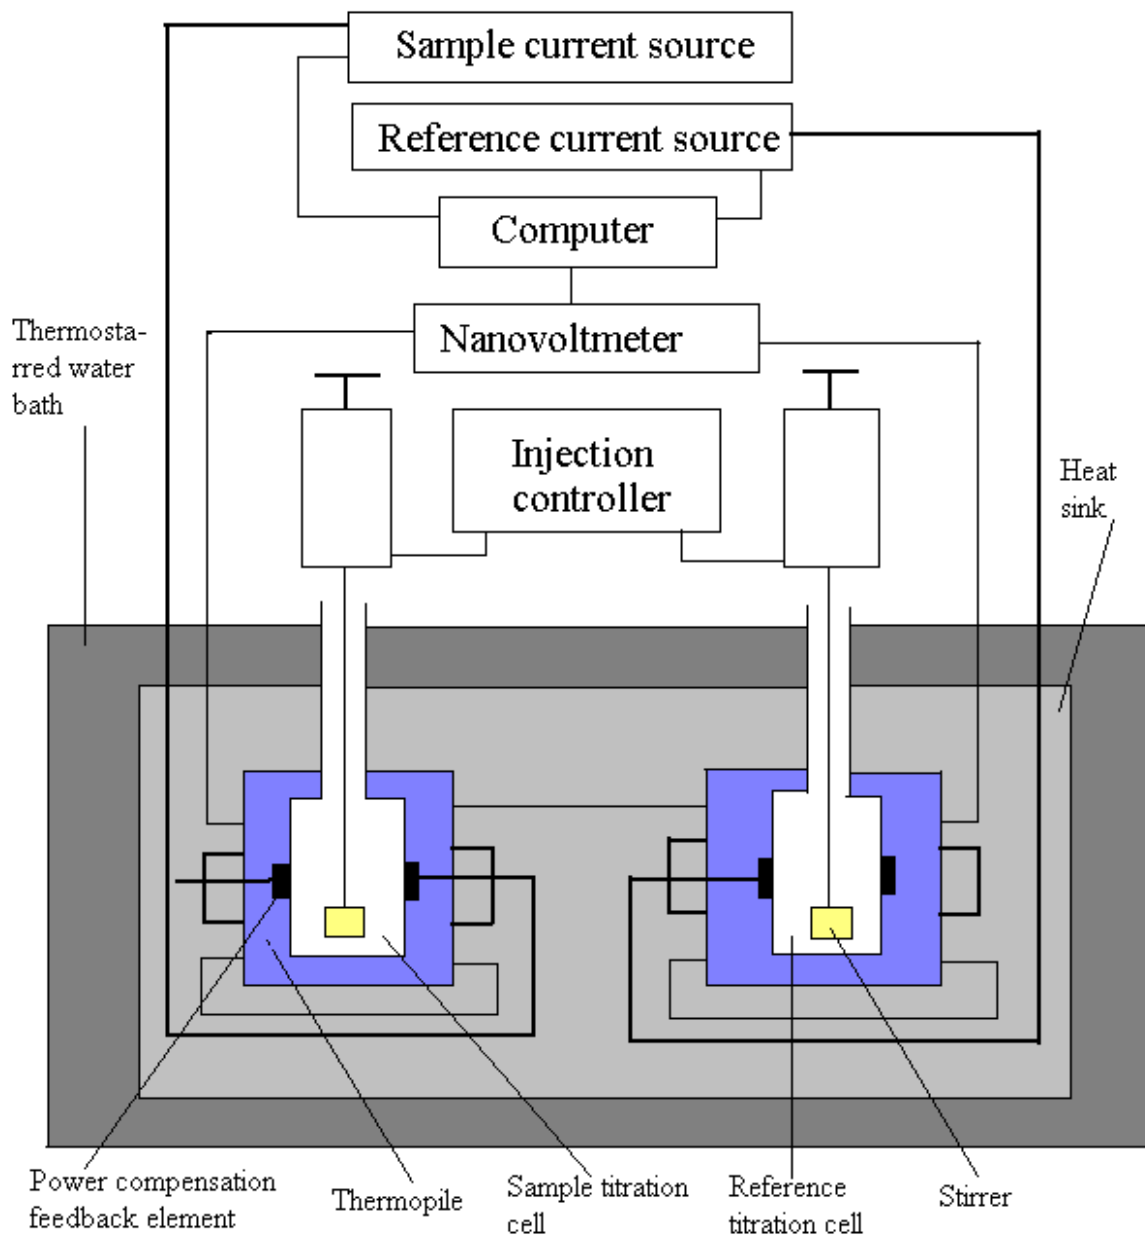 Sample current source
Reference current source
Computer
Nanovoltmeter
Thermosta-
rred water
bath
Injection
controller
Heat
sink
Power compensation
feedback element
Thermopile
Sample titration
cell
Reference
titration cell
Stirrer